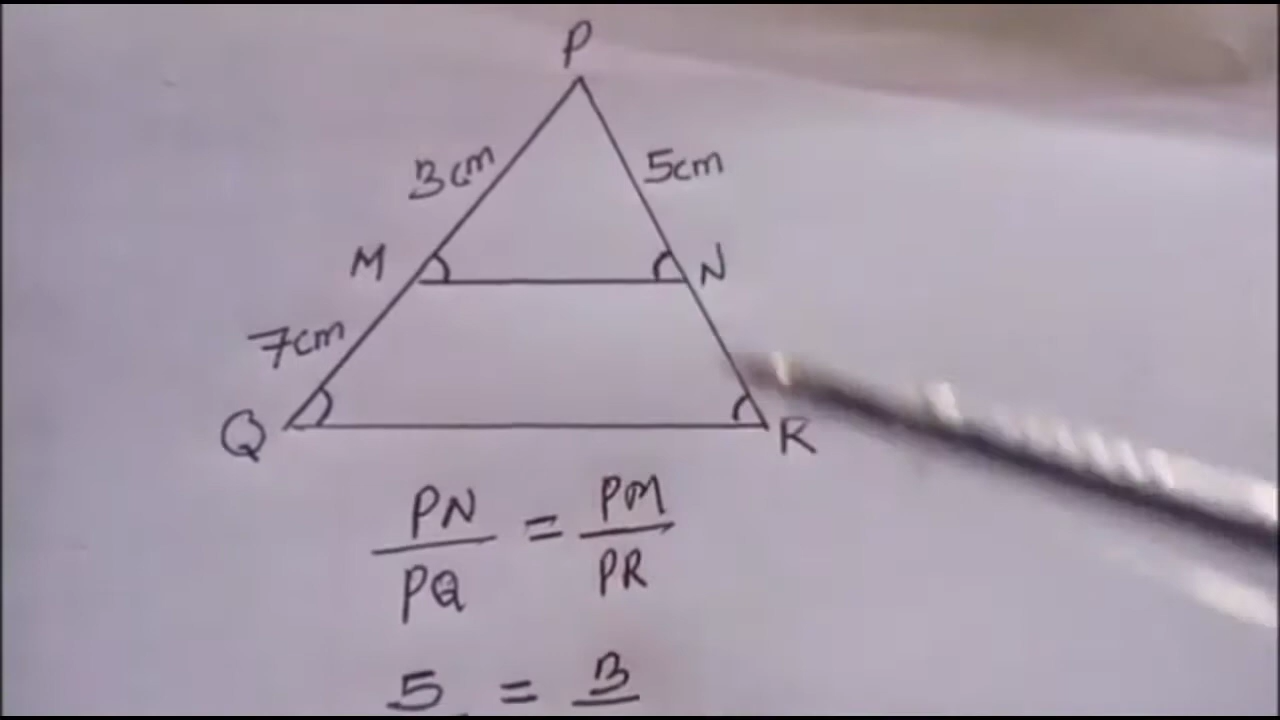 P
3cm 5cm
M N
7cm
Q R
PN = PM
PQ PR
5 = 3